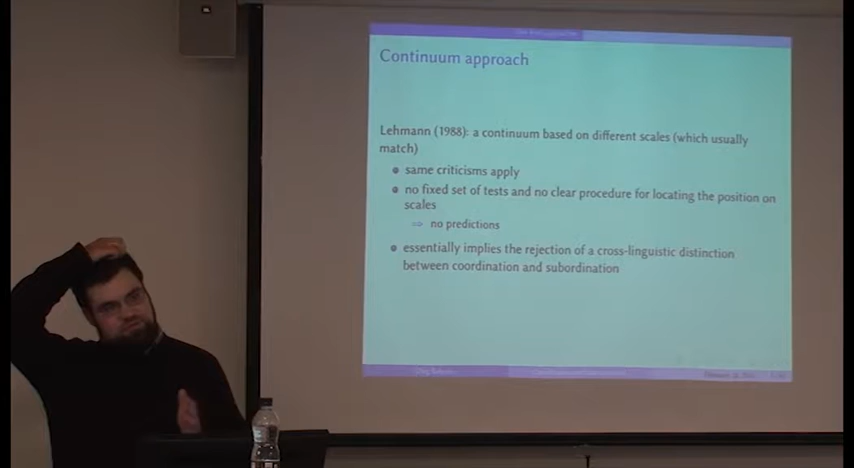 Continuum approach
Lehmann (1988): a continuum based on different scales (which usually
match)
same criticisms apply
no fixed set of tests and no clear procedure for locating the position on
scales
⇒ no predictions
essentially implies the rejection of a cross-linguistic distinction
between coordination and subordination